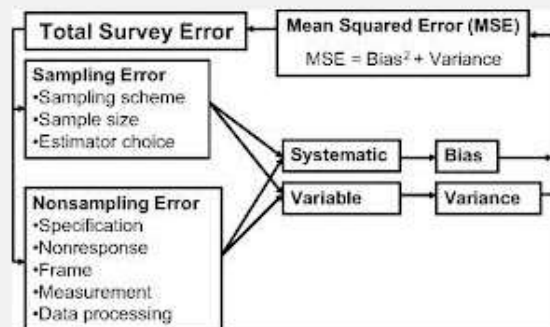 Total Survey Error
Mean Squared Error (MSE)
MSE = Bias² + Variance
Sampling Error
•Sampling scheme
•Sample size
•Estimator choice
Systematic
Bias
Variable
Variance
Nonsampling Error
•Specification
•Nonresponse
•Frame
•Measurement
•Data processing